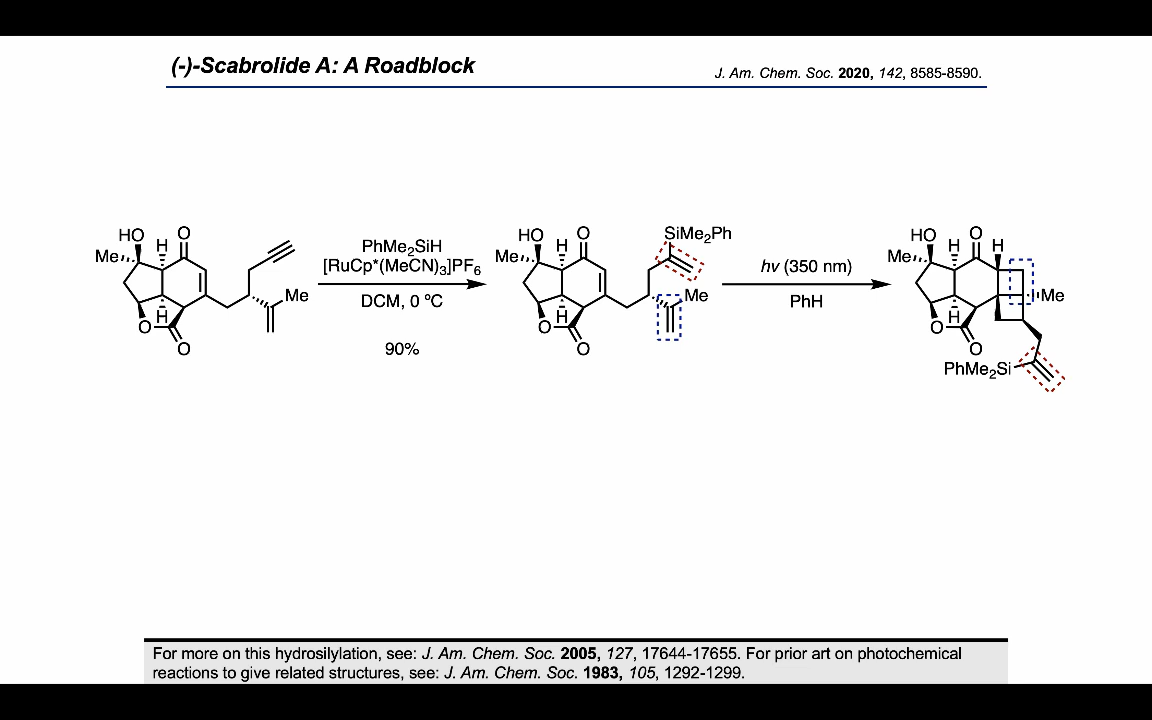 (-)-Scabrolide A: A Roadblock
J. Am. Chem. Soc. 2020, 142, 8585-8590.
HO
H
O
Me
H
O
O
Me
PhMe2SiH
[RuCp*(MeCN)3]PF6
DCM, 0 ºC
90%
HO
H
O
Me
H
O
O
SiMe2Ph
Me
hv (350 nm)
PhH
HO
H
O
H
Me
H
O
O
Me
PhMe2Si
For more on this hydrosilylation, see: J. Am. Chem. Soc. 2005, 127, 17644-17655. For prior art on photochemical
reactions to give related structures, see: J. Am. Chem. Soc. 1983, 105, 1292-1299.